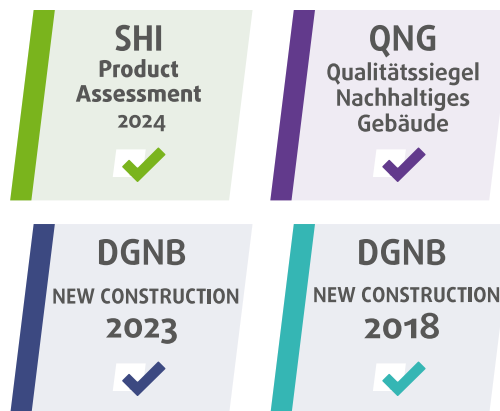 SHI
Product
Assessment
2024
QNG
Qualitätssiegel
Nachhaltiges
Gebäude
DGNB
NEW CONSTRUCTION
2023
DGNB
NEW CONSTRUCTION
2018